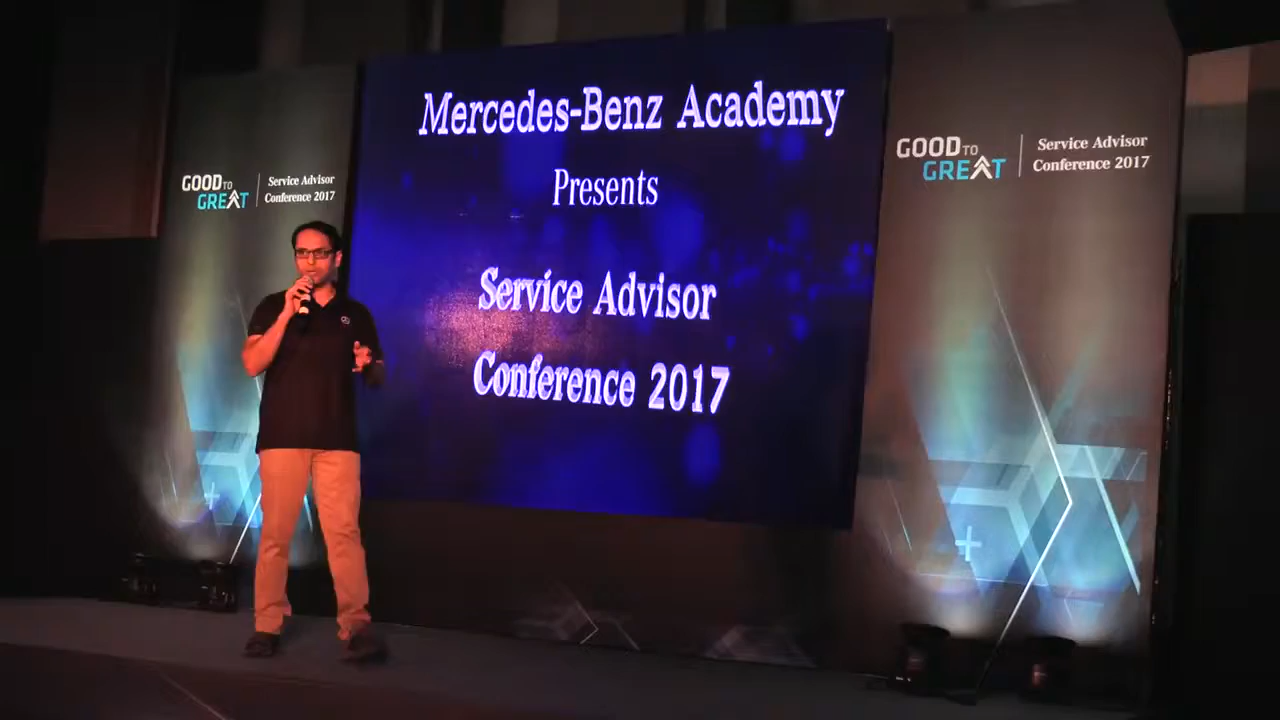 Mercedes-Benz Academy
Presents
Service Advisor
Conference 2017
GOOD TO
GREAT
Service Advisor
Conference 2017
GOOD TO
GREAT
Service Advisor
Conference 2017